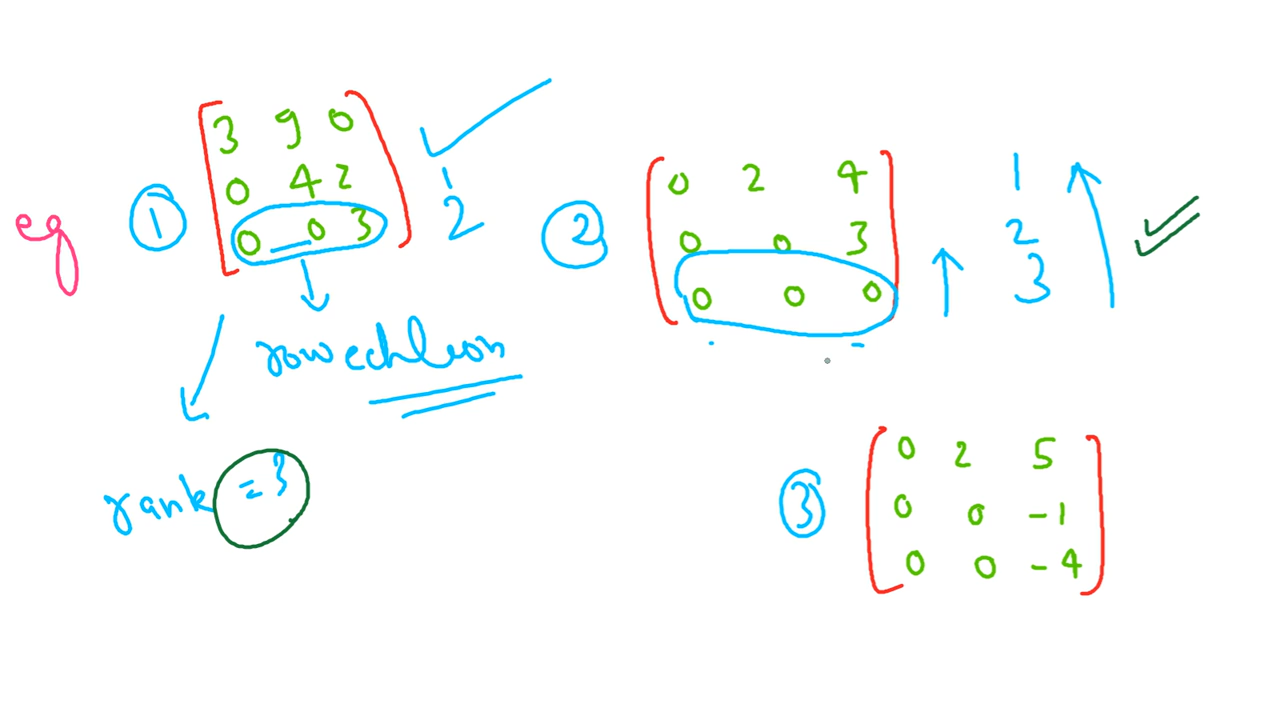 eg
①
3 9 0
0 4 2
0 0 3
1
2
row echleon
rank = 3
②
0 2 4
0 0 3
0 0 0
1
2
3
③
0 2 5
0 0 -1
0 0 -4